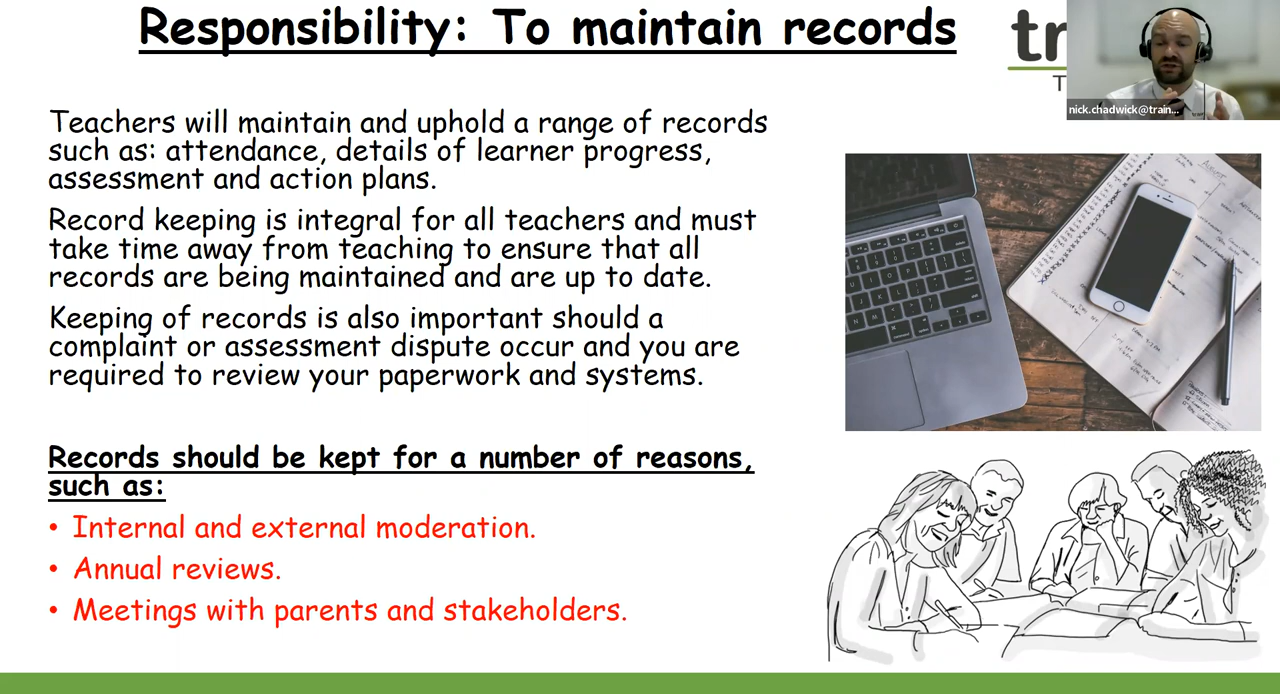 Responsibility: To maintain records
tr
T
nick.chadwick@train...
Teachers will maintain and uphold a range of records
such as: attendance, details of learner progress,
assessment and action plans.
Record keeping is integral for all teachers and must
take time away from teaching to ensure that all
records are being maintained and are up to date.
Keeping of records is also important should a
complaint or assessment dispute occur and you are
required to review your paperwork and systems.
Records should be kept for a number of reasons,
such as:
• Internal and external moderation.
• Annual reviews.
• Meetings with parents and stakeholders.